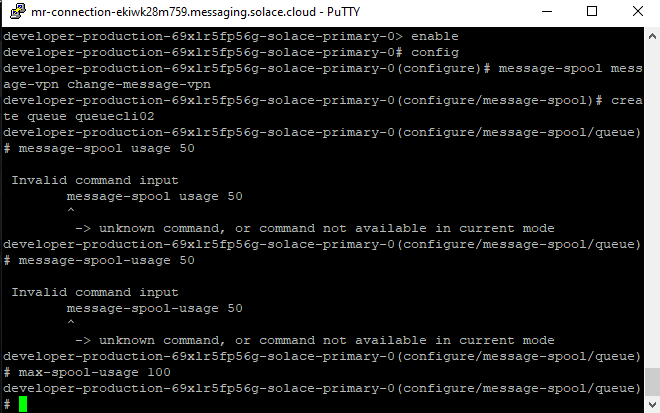 mr-connection-ekiwk28m759.messaging.solace.cloud - PuTTY
developer-production-69xlr5fp56g-solace-primary-0> enable
developer-production-69xlr5fp56g-solace-primary-0# config
developer-production-69xlr5fp56g-solace-primary-0(configure)# message-spool mess
age-vpn change-message-vpn
developer-production-69xlr5fp56g-solace-primary-0(configure/message-spool)# crea
te queue queuecli02
developer-production-69xlr5fp56g-solace-primary-0(configure/message-spool/queue)
# message-spool usage 50
Invalid command input
message-spool usage 50
^
-> unknown command, or command not available in current mode
developer-production-69xlr5fp56g-solace-primary-0(configure/message-spool/queue)
# message-spool-usage 50
Invalid command input
message-spool-usage 50
^
-> unknown command, or command not available in current mode
developer-production-69xlr5fp56g-solace-primary-0(configure/message-spool/queue)
# max-spool-usage 100
developer-production-69xlr5fp56g-solace-primary-0(configure/message-spool/queue)
#